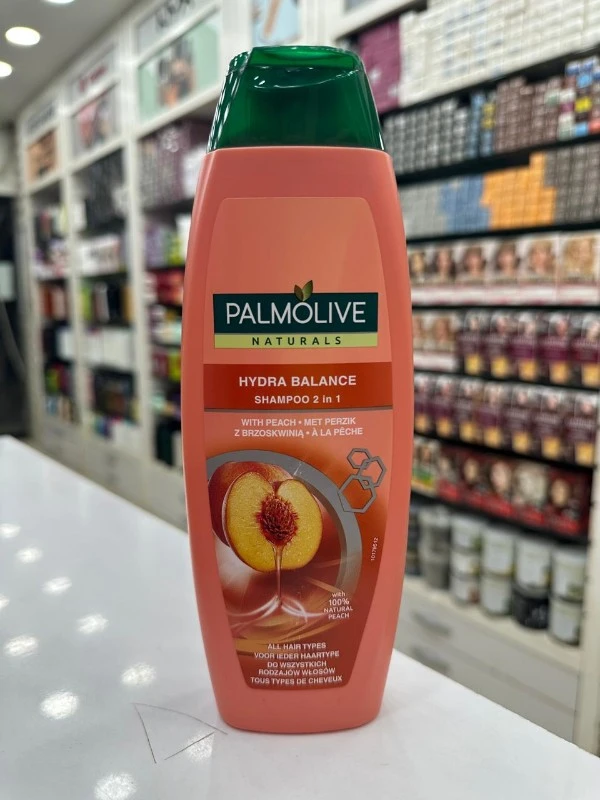 PALMOLIVE
NATURALS
HYDRA BALANCE
SHAMPOO 2 in 1
WITH PEACH • MET PERZIK
Z BRZOSKWINIĄ • À LA PÊCHE
with
100%
NATURAL
PEACH
ALL HAIR TYPES
VOOR IEDER HAARTYPE
DO WSZYSTKICH
RODZAJÓW WŁOSÓW
TOUS TYPES DE CHEVEUX